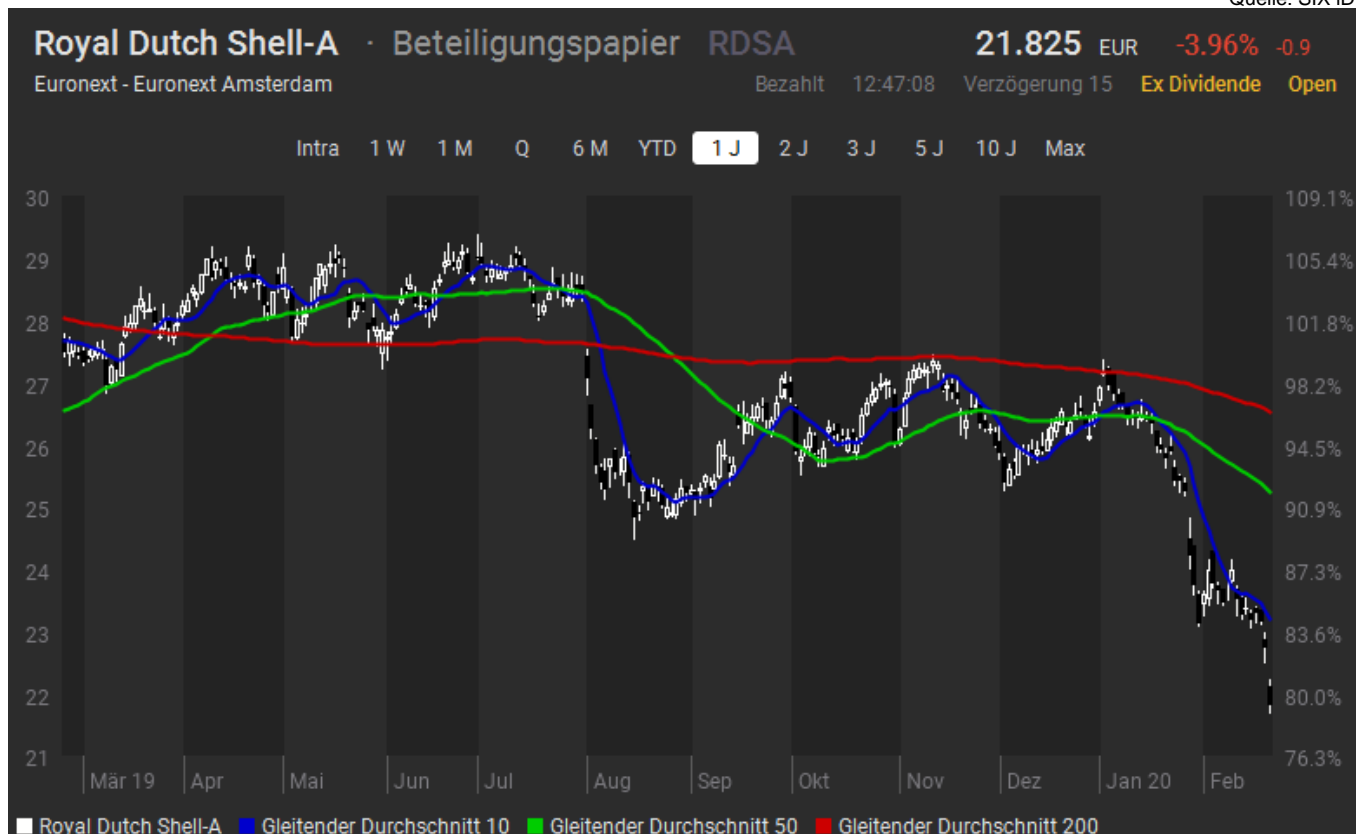 Quelle: SIX iD
Royal Dutch Shell-A · Beteiligungspapier RDSA 21.825 EUR -3.96% -0.9
Euronext - Euronext Amsterdam Bezahlt 12:47:08 Verzögerung 15 Ex Dividende Open
Intra 1 W 1 M Q 6 M YTD 1 J 2 J 3 J 5 J 10 J Max
30 109.1%
29 105.4%
28 101.8%
27 98.2%
26 94.5%
25 90.9%
24 87.3%
23 83.6%
22 80.0%
21 76.3%
Mär 19 Apr Mai Jun Jul Aug Sep Okt Nov Dez Jan 20 Feb
Royal Dutch Shell-A Gleitender Durchschnitt 10 Gleitender Durchschnitt 50 Gleitender Durchschnitt 200